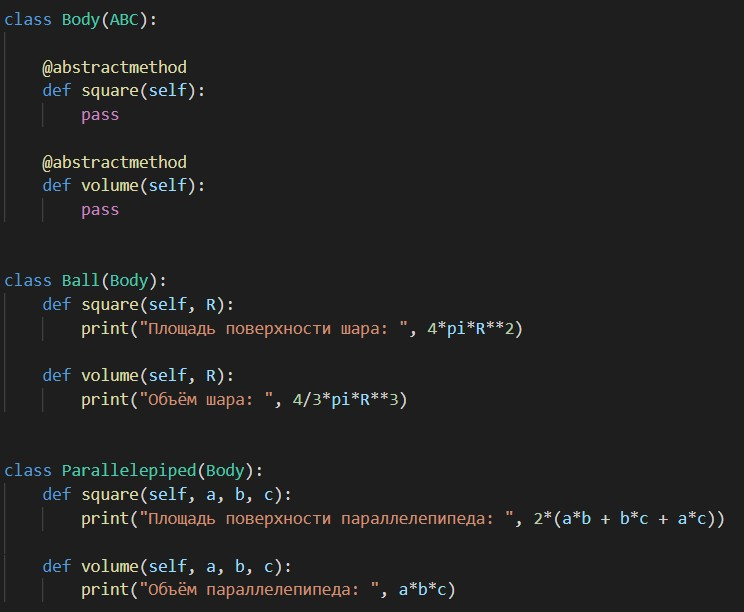 class Body(ABC):
    @abstractmethod
    def square(self):
        pass
    @abstractmethod
    def volume(self):
        pass
class Ball(Body):
    def square(self, R):
        print("Площадь поверхности шара: ", 4*pi*R**2)
    def volume(self, R):
        print("Объём шара: ", 4/3*pi*R**3)
class Parallelepiped(Body):
    def square(self, a, b, c):
        print("Площадь поверхности параллелепипеда: ", 2*(a*b + b*c + a*c))
    def volume(self, a, b, c):
        print("Объём параллелепипеда: ", a*b*c)